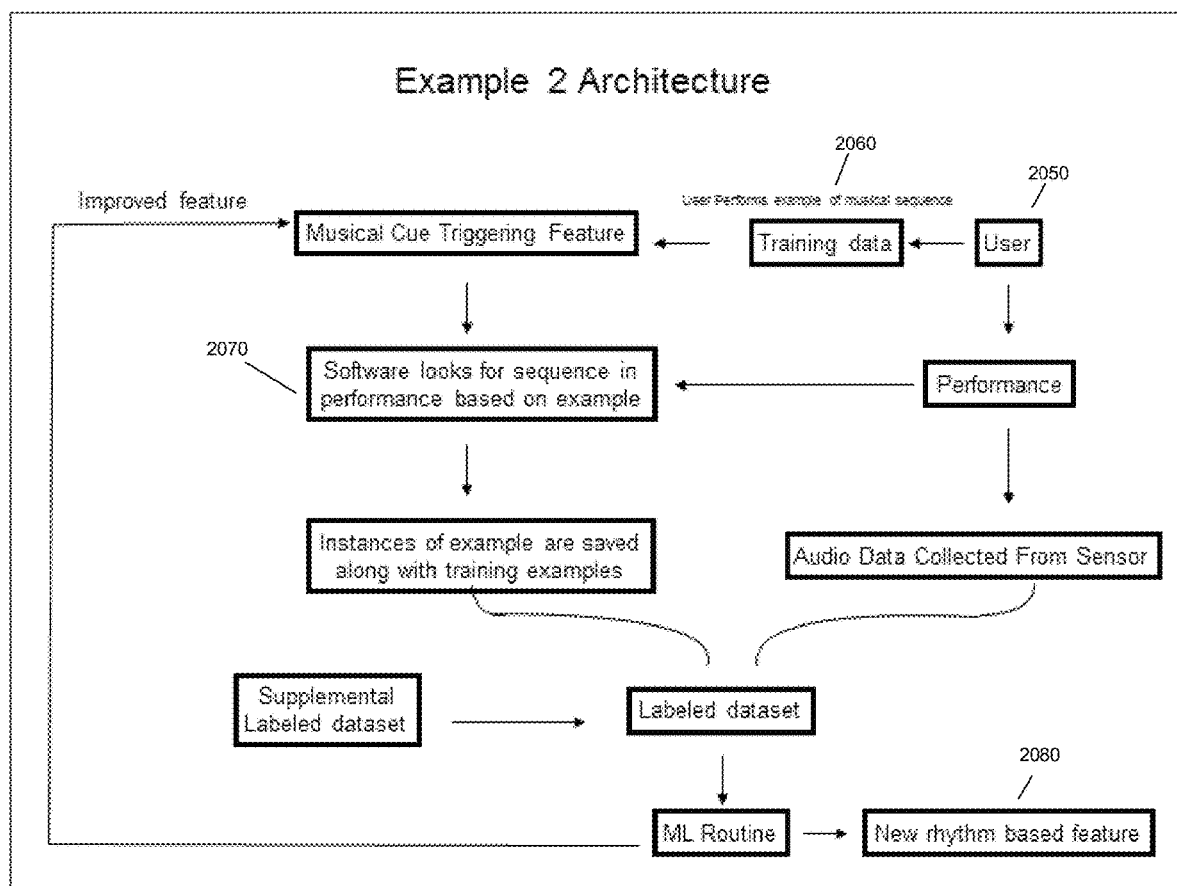 Example 2 Architecture
2060
2050
Improved feature
User Performs example of musical sequence
Musical Cue Triggering Feature
Training data
User
2070
Software looks for sequence in
performance based on example
Performance
Instances of example are saved
along with training examples
Audio Data Collected From Sensor
Supplemental
Labeled dataset
Labeled dataset
2080
ML Routine
New rhythm based feature